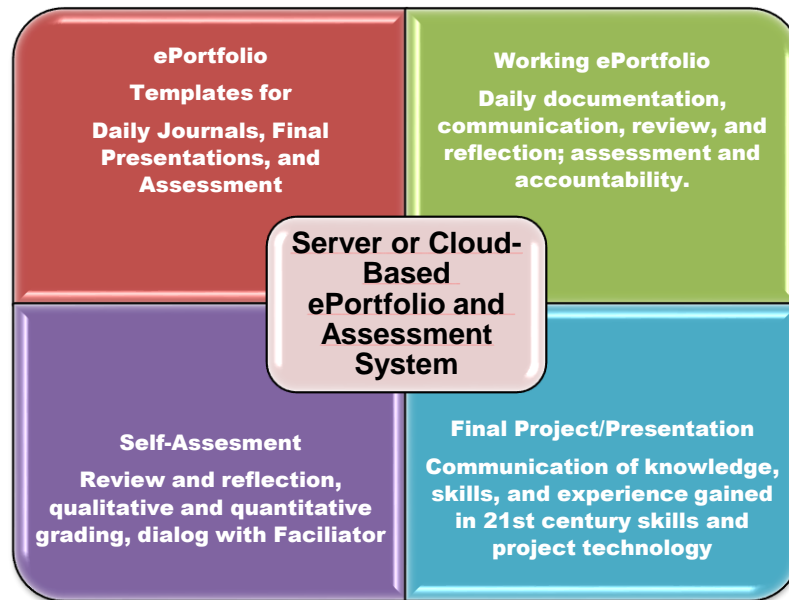 ePortfolio
Templates for
Daily Journals, Final
Presentations, and
Assessment
Working ePortfolio
Daily documentation,
communication, review, and
reflection; assessment and
accountability.
Server or Cloud-
Based
ePortfolio and
Assessment
System
Self-Assesment
Review and reflection,
qualitative and quantitative
grading, dialog with Faciliator
Final Project/Presentation
Communication of knowledge,
skills, and experience gained
in 21st century skills and
project technology